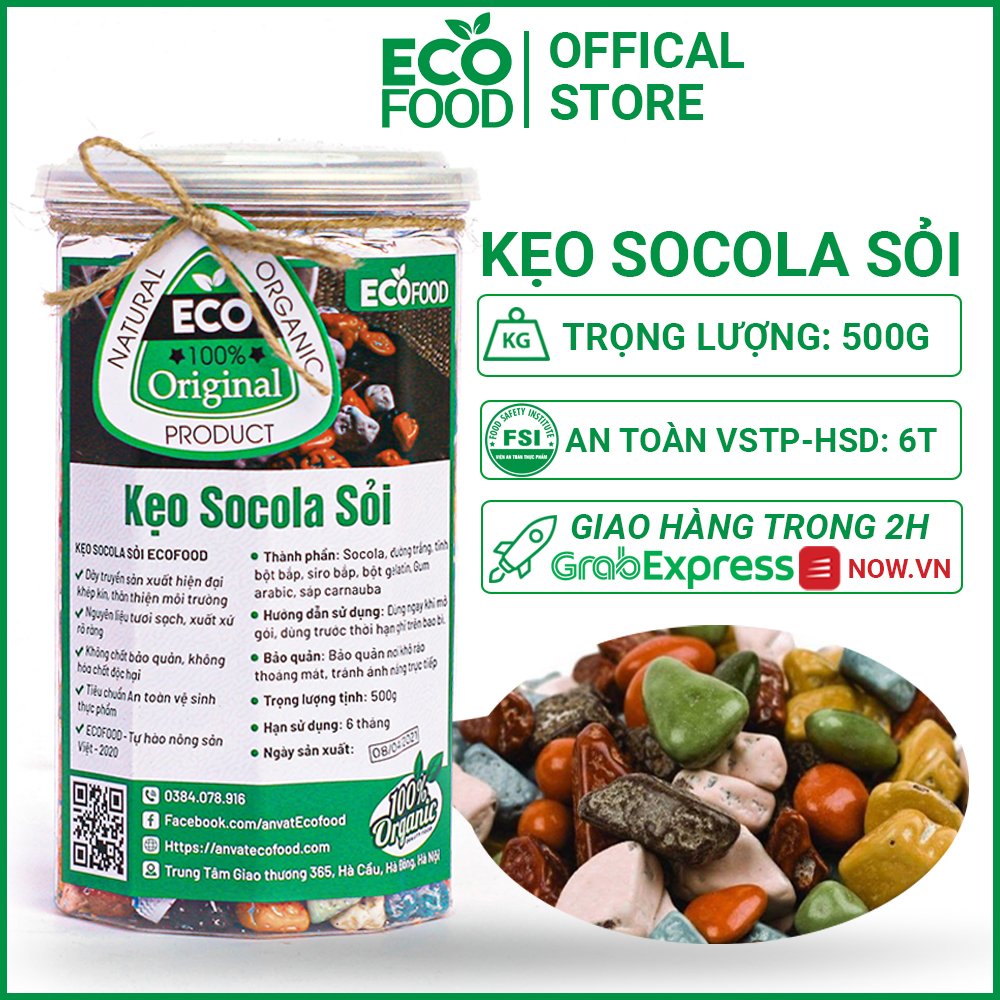 ECO
FOOD
OFFICAL
STORE
KẸO SOCOLA SỎI
KG
TRỌNG LƯỢNG: 500G
FOOD SAFETY INSTITUTE
FSI
VIỆN AN TOÀN THỰC PHẨM
AN TOÀN VSTP-HSD: 6T
GIAO HÀNG TRONG 2H
GrabExpress
NOW.VN
NATURAL
ORGANIC
ECO
100%
Original
PRODUCT
ECOFOOD
Kẹo Socola Sỏi
KẸO SOCOLA SỎI ECOFOOD
Dây truyền sản xuất hiện đại
khép kín, thân thiện môi trường
Nguyên liệu tươi sạch, xuất xứ
rõ ràng
Không chất bảo quản, không
hóa chất độc hại
Tiêu chuẩn An toàn vệ sinh
thực phẩm
ECOFOOD - Tự hào nông sản
Việt - 2020
Thành phần: Socola, đường trắng, tinh
bột bắp, siro bắp, bột gelatin, Gum
arabic, sáp carnauba
Hướng dẫn sử dụng: Dùng ngay khi mở
gói, dùng trước thời hạn ghi trên bao bì.
Bảo quản: Bảo quản nơi khô ráo
thoáng mát, tránh ánh nắng trực tiếp
Trọng lượng tịnh: 500g
Hạn sử dụng: 6 tháng
Ngày sản xuất:
08/04/2021
0384.078.916
Facebook.com/anvatEcofood
Https://anvatecofood.com
Trung Tâm Giao thương 365, Hà Cầu, Hà Đông, Hà Nội
100%
Organic